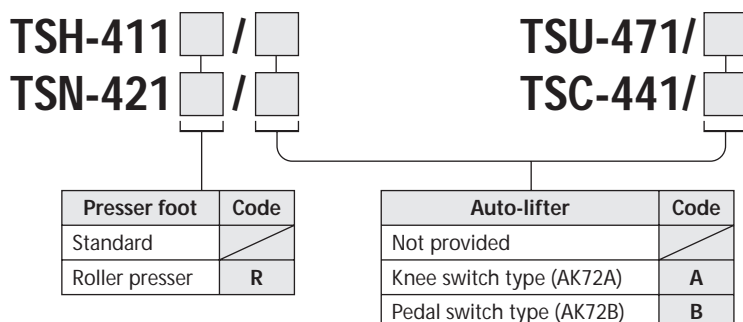 TSH-411 / TSU-471/
TSN-421 / TSC-441/
Presser foot Code
Standard
Roller presser R
Auto-lifter Code
Not provided
Knee switch type (AK72A) A
Pedal switch type (AK72B) B